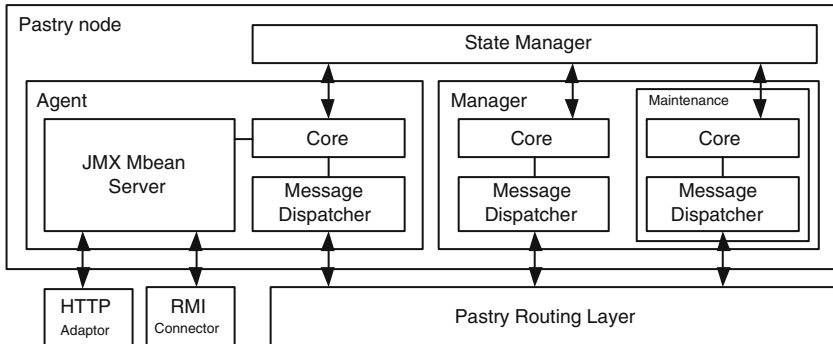 Pastry node
State Manager
Agent
Manager
Maintenance
JMX Mbean
Server
Core
Core
Core
Message
Dispatcher
Message
Dispatcher
Message
Dispatcher
HTTP
Adaptor
RMI
Connector
Pastry Routing Layer